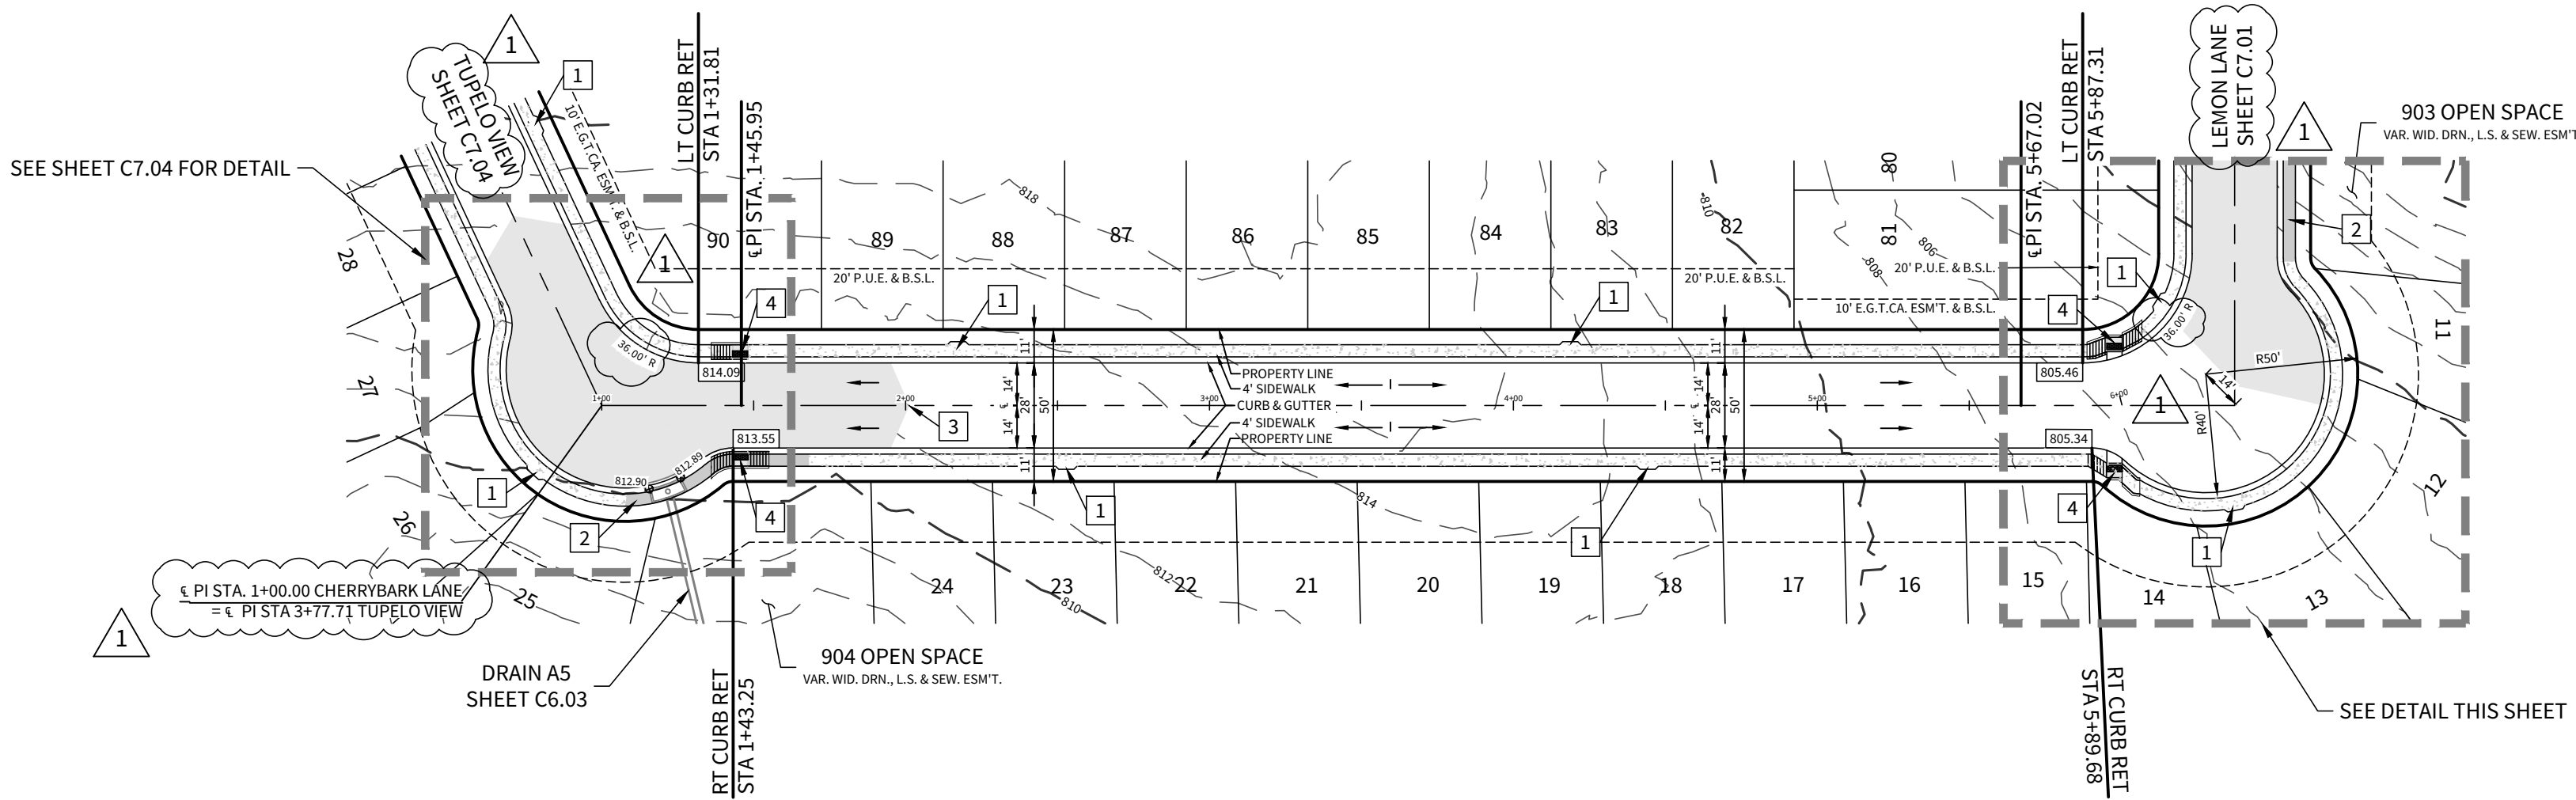 TUPELO VIEW
SHEET C7.04
1
1
10' E.G.T.CA. ESM'T. & B.S.L.
SEE SHEET C7.04 FOR DETAIL
LT CURB RET
STA 1+31.81
℄PI STA. 1+45.95
℄PI STA. 5+67.02
LT CURB RET
STA 5+87.31
LEMON LANE
SHEET C7.01
1
903 OPEN SPACE
VAR. WID. DRN., L.S. & SEW. ESM'T
28
27
26
25
90
89
88
87
86
85
84
83
82
81
80
818
810
806
808
1
4
1
1
1
4
2
20' P.U.E. & B.S.L.
20' P.U.E. & B.S.L.
20' P.U.E. & B.S.L.
10' E.G.T.CA. ESM'T. & B.S.L.
36.00' R
36.00' R
814.09
805.46
11'
11'
14'
28'
50'
14'
11'
14'
28'
50'
14'
11'
℄
℄
PROPERTY LINE
4' SIDEWALK
CURB & GUTTER
4' SIDEWALK
PROPERTY LINE
1+00
2+00
3+00
4+00
5+00
6+00
3
1
R50'
14'
R40'
11
12
13
14
15
16
17
18
19
20
21
22
23
24
813.55
805.34
812.90
812.89
1
2
4
1
1
4
1
814
812
810
℄ PI STA. 1+00.00 CHERRYBARK LANE
= ℄ PI STA 3+77.71 TUPELO VIEW
1
DRAIN A5
SHEET C6.03
904 OPEN SPACE
VAR. WID. DRN., L.S. & SEW. ESM'T.
RT CURB RET
STA 1+43.25
RT CURB RET
STA 5+89.68
SEE DETAIL THIS SHEET